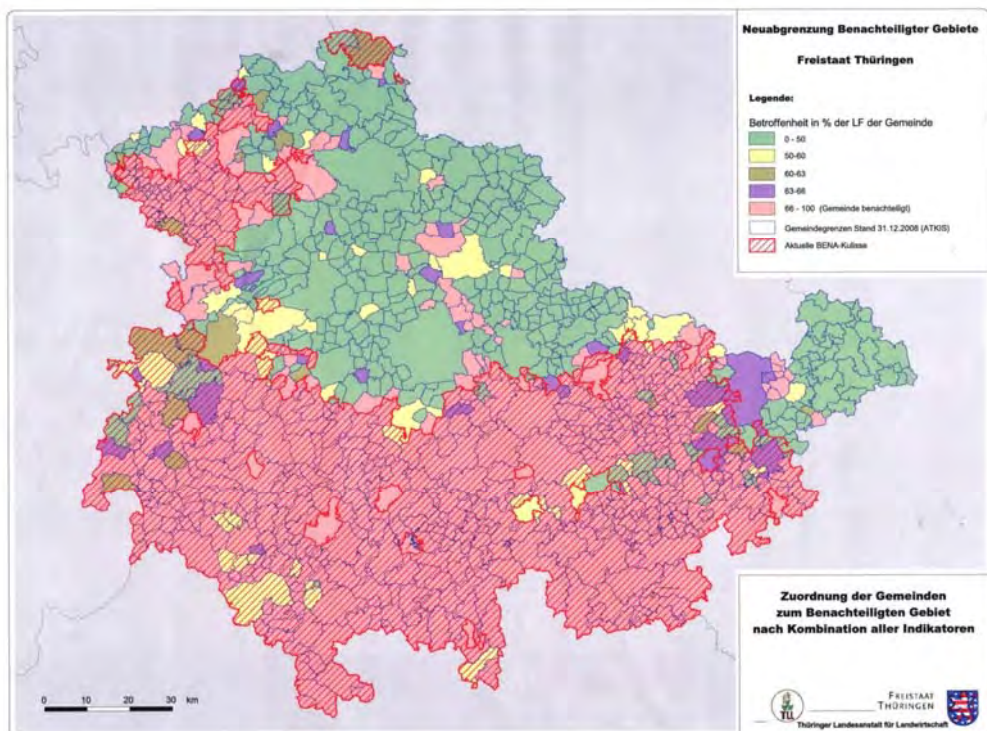 Neuabgrenzung Benachteiligter Gebiete
Freistaat Thüringen
Legende:
Betroffenheit in % der LF der Gemeinde
0 - 50
50-60
60-63
63-66
66 - 100 (Gemeinde benachteiligt)
Gemeindegrenzen Stand 31.12.2008 (ATKIS)
Aktuelle BENA-Kulisse
Zuordnung der Gemeinden
zum Benachteiligten Gebiet
nach Kombination aller Indikatoren
0 10 20 30 km
TLL
FREISTAAT
THÜRINGEN
Thüringer Landesanstalt für Landwirtschaft